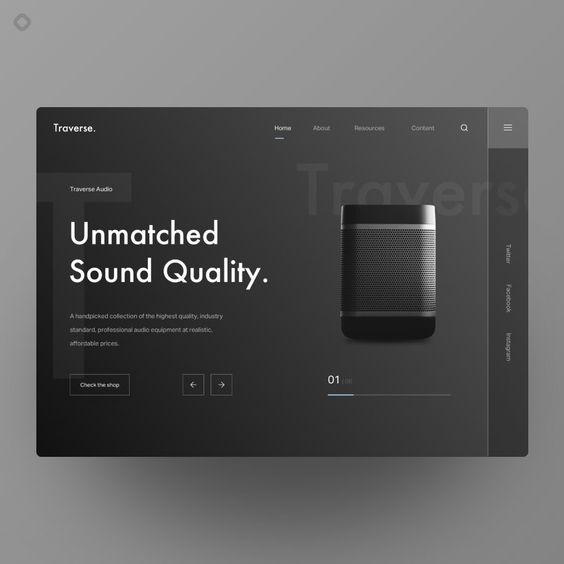 Traverse.
Home
About
Resources
Content
Traverse
T
Traverse Audio
Unmatched
Sound Quality.
A handpicked collection of the highest quality, industry
standard, professional audio equipment at realistic,
affordable prices.
Check the shop
01
Twitter
Facebook
Instagram